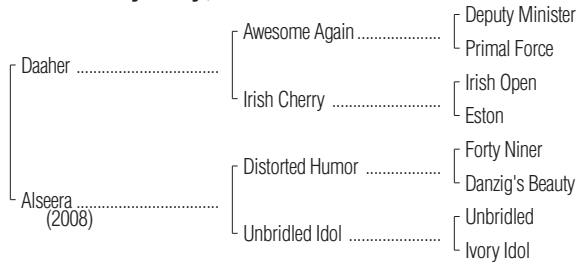 Deputy Minister
Awesome Again ....................
Primal Force
Daaher ..................................
Irish Open
Irish Cherry ..........................
Eston
Forty Niner
Distorted Humor ..................
Danzig's Beauty
Alseera ..................................
(2008)
Unbridled
Unbridled Idol ......................
Ivory Idol